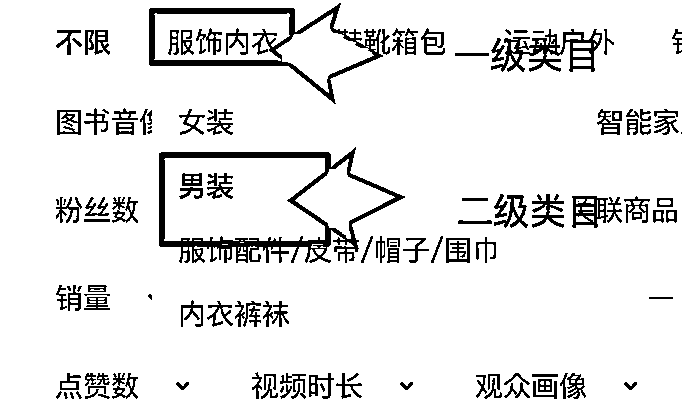 不限 服饰内衣 鞋靴箱包 运动户外
一级类目
图书音像 女装 智能家
男装
粉丝数 二级类目 关联商品
服饰配件/皮带/帽子/围巾
销量 内衣裤袜
点赞数 视频时长 观众画像